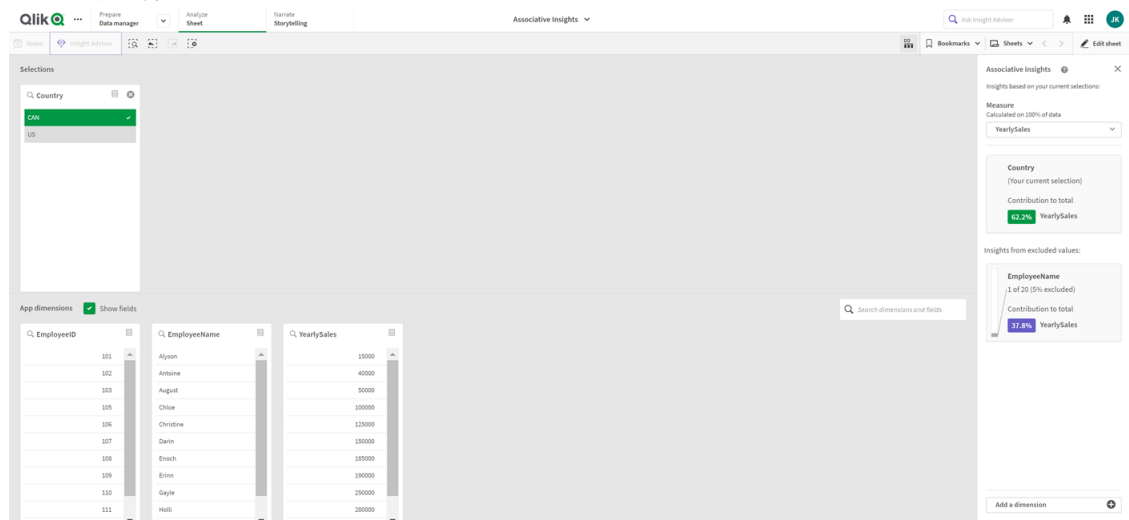 Qlik
Prepare
Data manager
Analyze
Sheet
Narrate
Storytelling
Associative Insights
Ask Insight Advisor
JK
Notes
Insight Advisor
Bookmarks
Sheets
Edit sheet
Selections
Country
CAN
US
Associative insights
Insights based on your current selections:
Measure
Calculated on 100% of data
YearlySales
Country
(Your current selection)
Contribution to total
62.2% YearlySales
Insights from excluded values:
EmployeeName
1 of 20 (5% excluded)
Contribution to total
37.8% YearlySales
Add a dimension
App dimensions
Show fields
Search dimensions and fields
EmployeeID
101
102
103
105
106
107
108
109
110
111
EmployeeName
Alyson
Antoine
August
Chloe
Christine
Darin
Enoch
Erinn
Gayle
Holli
YearlySales
15000
40000
50000
100000
125000
150000
185000
190000
250000
280000